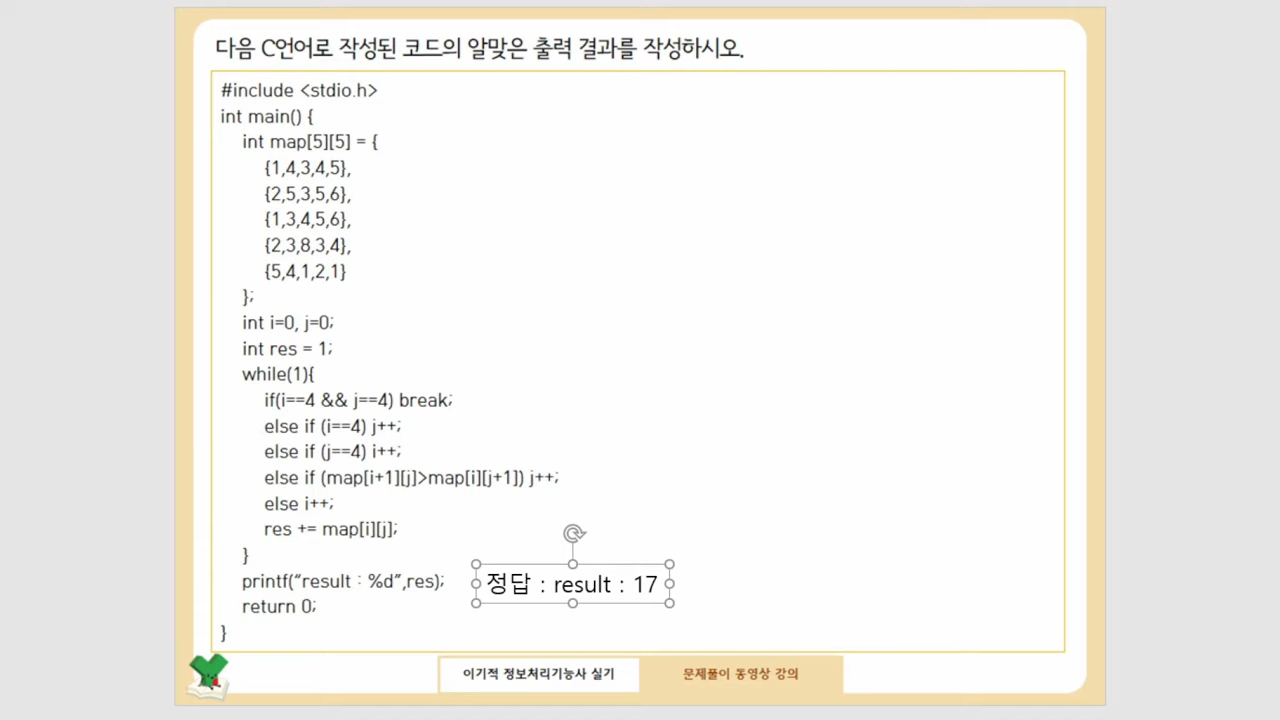 다음 C언어로 작성된 코드의 알맞은 출력 결과를 작성하시오.
#include <stdio.h>
int main() {
int map[5][5] = {
{1,4,3,4,5},
{2,5,3,5,6},
{1,3,4,5,6},
{2,3,8,3,4},
{5,4,1,2,1}
};
int i=0, j=0;
int res = 1;
while(1){
if(i==4 && j==4) break;
else if (i==4) j++;
else if (j==4) i++;
else if (map[i+1][j]>map[i][j+1]) j++;
else i++;
res += map[i][j];
}
printf(“result : %d”,res);
정답 : result : 17
return 0;
}
이기적 정보처리기능사 실기
문제풀이 동영상 강의